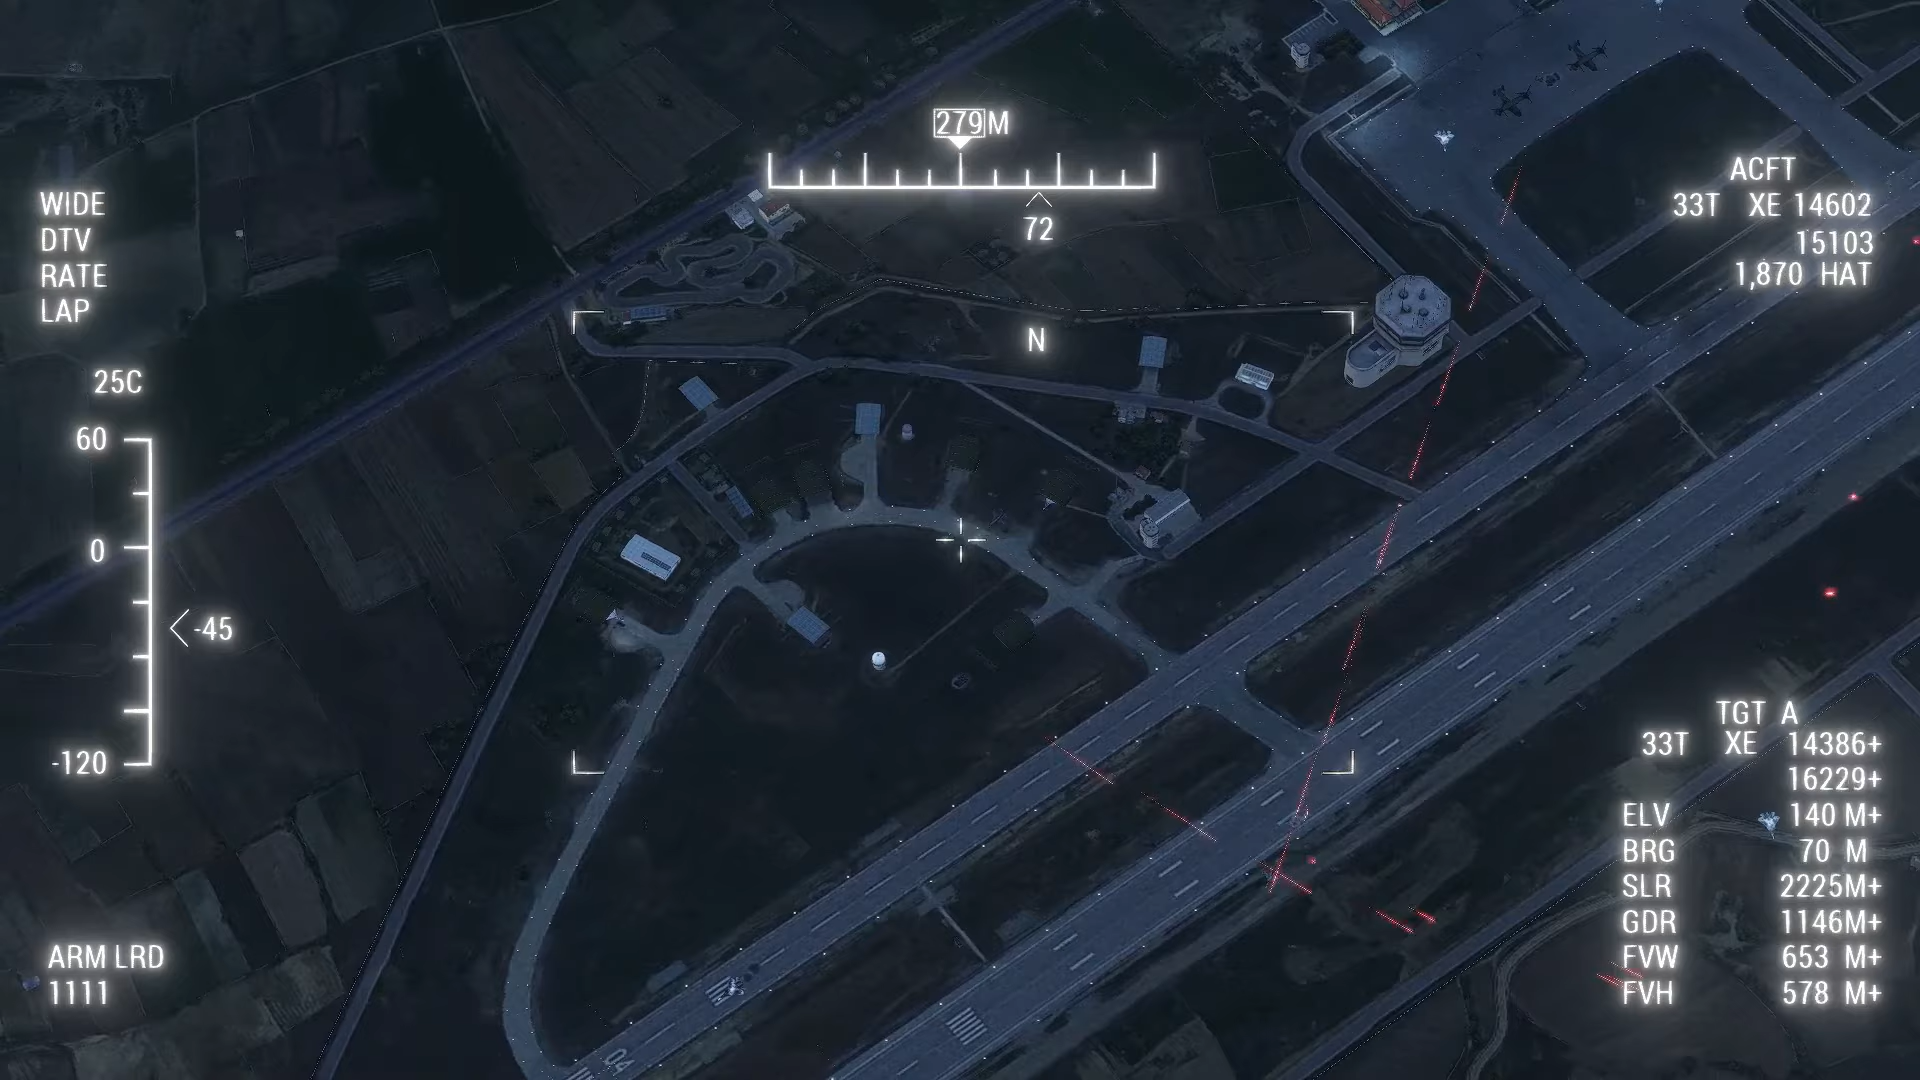 279M
72
N
WIDE
DTV
RATE
LAP
25C
60
0
-45
-120
ARM LRD
1111
ACFT
33T XE 14602
15103
1,870 HAT
TGT A
33T XE 14386+
16229+
ELV 140 M+
BRG 70 M
SLR 2225M+
GDR 1146M+
FVW 653 M+
FVH 578 M+
04